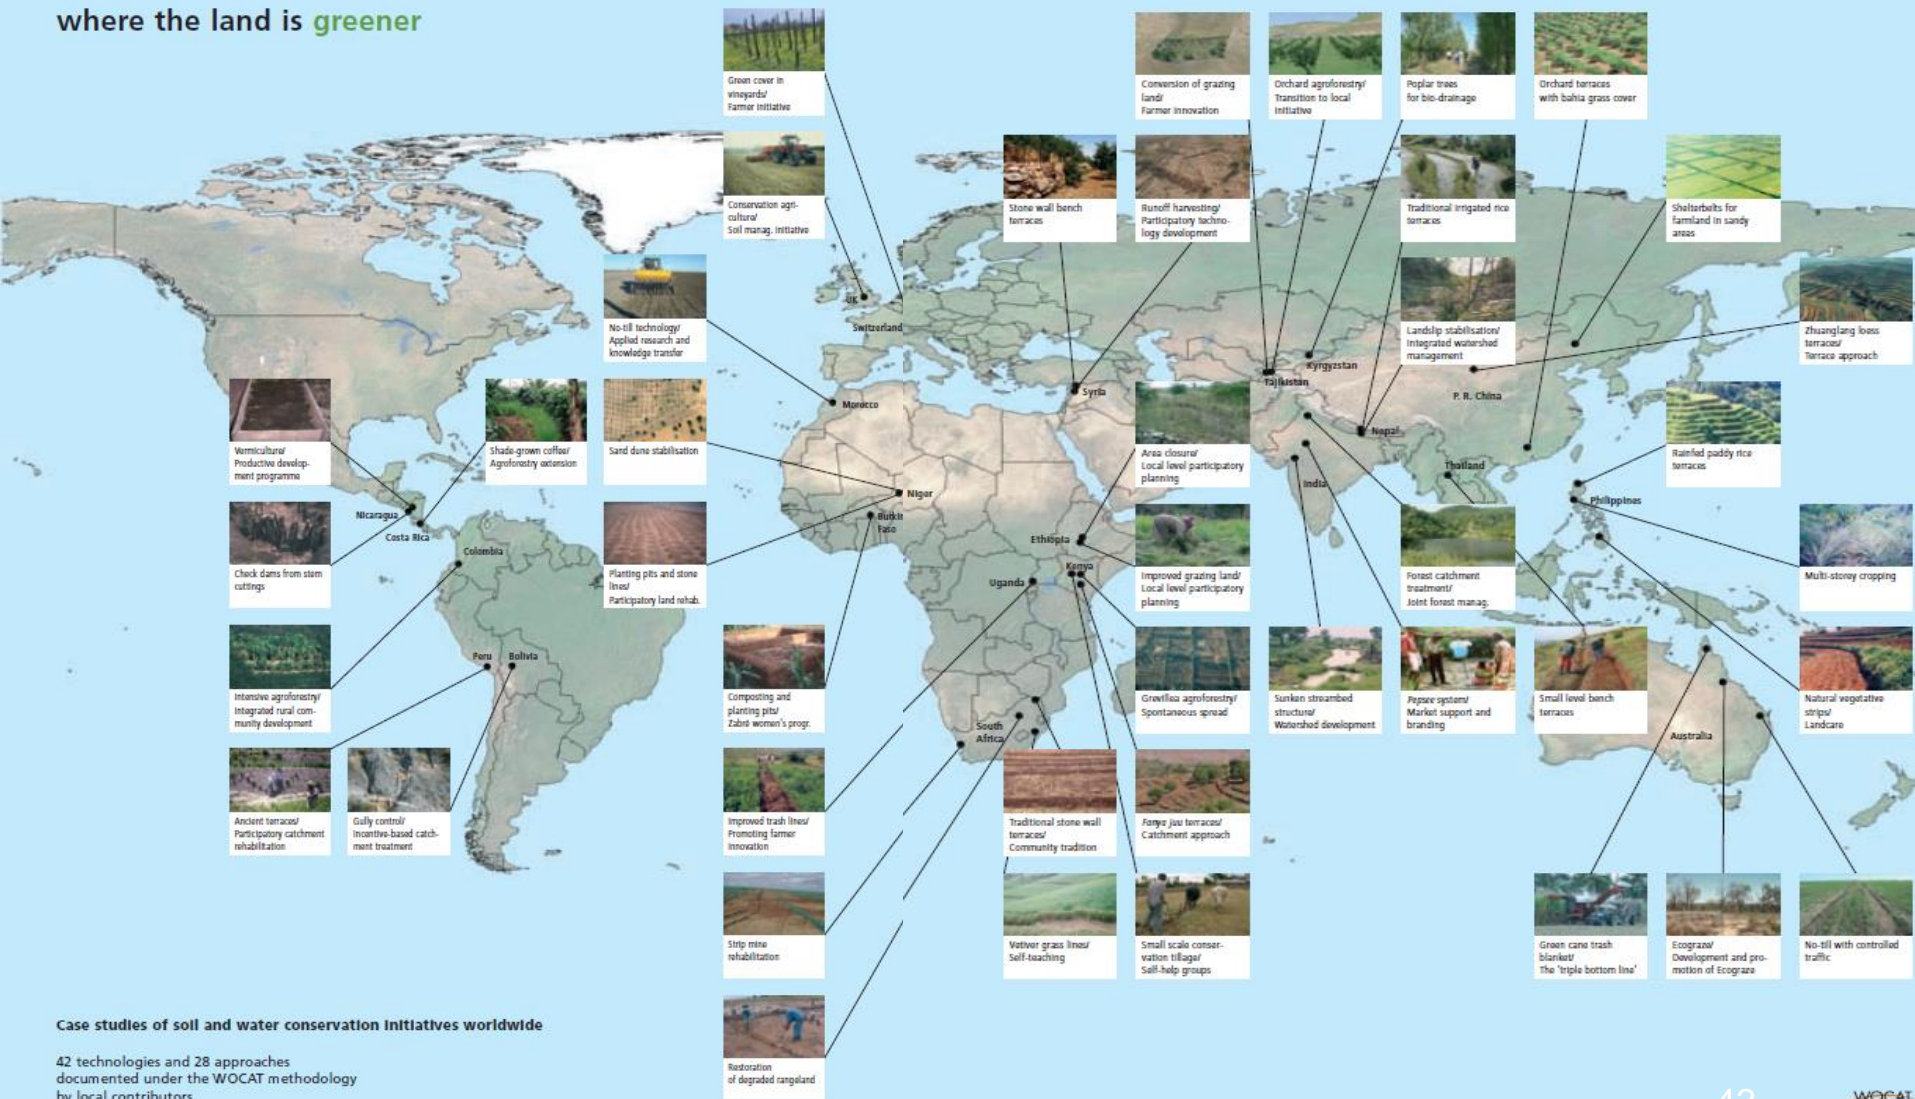 where the land is greener
Green cover in
vineyards/
Farmer initiative
Conservation agri-
culture/
Soil manag. initiative
No-till technology/
Applied research and
knowledge transfer
Vermiculture/
Productive develop-
ment programme
Shade-grown coffee/
Agroforestry extension
Sand dune stabilisation
Check dams from stem
cuttings
Planting pits and stone
lines/
Participatory land rehab.
Intensive agroforestry/
Integrated rural com-
munity development
Composting and
planting pits/
Zabré women's progr.
Ancient terraces/
Participatory catchment
rehabilitation
Gully control/
Incentive-based catch-
ment treatment
Improved trash lines/
Promoting farmer
innovation
Strip mine
rehabilitation
Restoration
of degraded rangeland
Conversion of grazing
land/
Farmer innovation
Orchard agroforestry/
Transition to local
initiative
Poplar trees
for bio-drainage
Orchard terraces
with bahia grass cover
Stone wall bench
terraces
Runoff harvesting/
Participatory techno-
logy development
Traditional irrigated rice
terraces
Shelterbelts for
farmland in sandy
areas
Landslip stabilisation/
Integrated watershed
management
Zhuanglang loess
terraces/
Terrace approach
Area closure/
Local level participatory
planning
Rainfed paddy rice
terraces
Improved grazing land/
Local level participatory
planning
Forest catchment
treatment/
Joint forest manag.
Multi-storey cropping
Grevillea agroforestry/
Spontaneous spread
Sunken streambed
structure/
Watershed development
Pepsee system/
Market support and
branding
Small level bench
terraces
Natural vegetative
strips/
Landcare
Traditional stone wall
terraces/
Community tradition
Fanya juu terraces/
Catchment approach
Vetiver grass lines/
Self-teaching
Small scale conser-
vation tillage/
Self-help groups
Green cane trash
blanket/
The 'triple bottom line'
Ecograze/
Development and pro-
motion of Ecograze
No-till with controlled
traffic
UK
Switzerland
Morocco
Niger
Burkin
Faso
Nicaragua
Costa Rica
Colombia
Peru
Bolivia
Syria
Tajikistan
Kyrgyzstan
P. R. China
Nepal
India
Thailand
Philippines
Ethiopia
Kenya
Uganda
South
Africa
Australia
Case studies of soil and water conservation initiatives worldwide
42 technologies and 28 approaches
documented under the WOCAT methodology
by local contributors
WOCAT